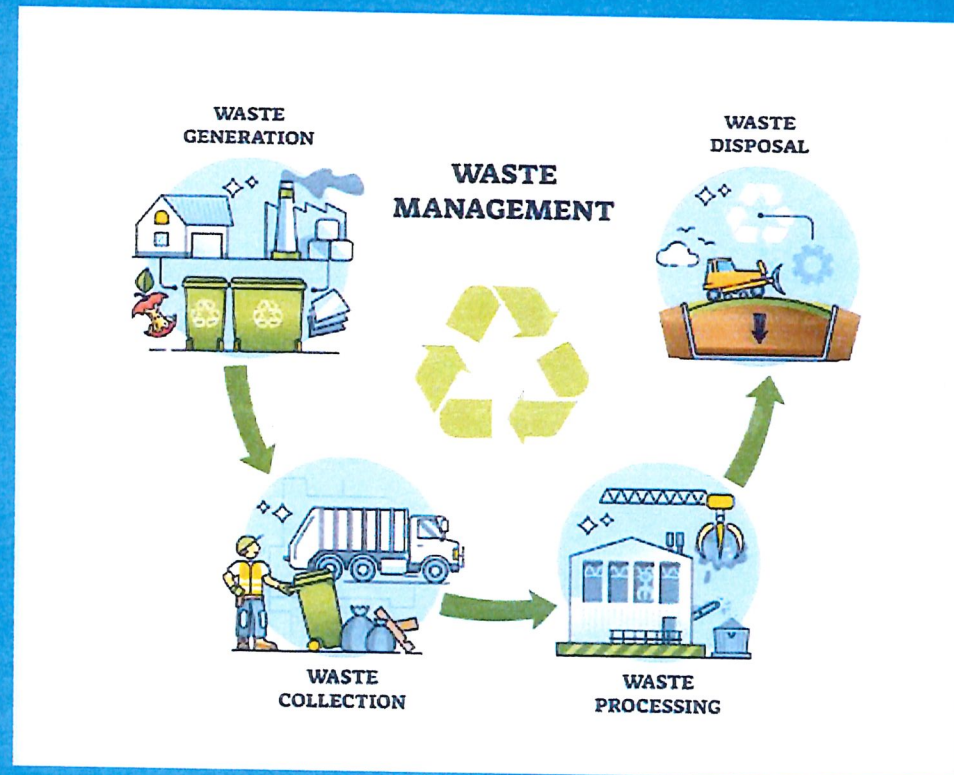 WASTE
GENERATION
WASTE
MANAGEMENT
WASTE
DISPOSAL
WASTE
COLLECTION
WASTE
PROCESSING